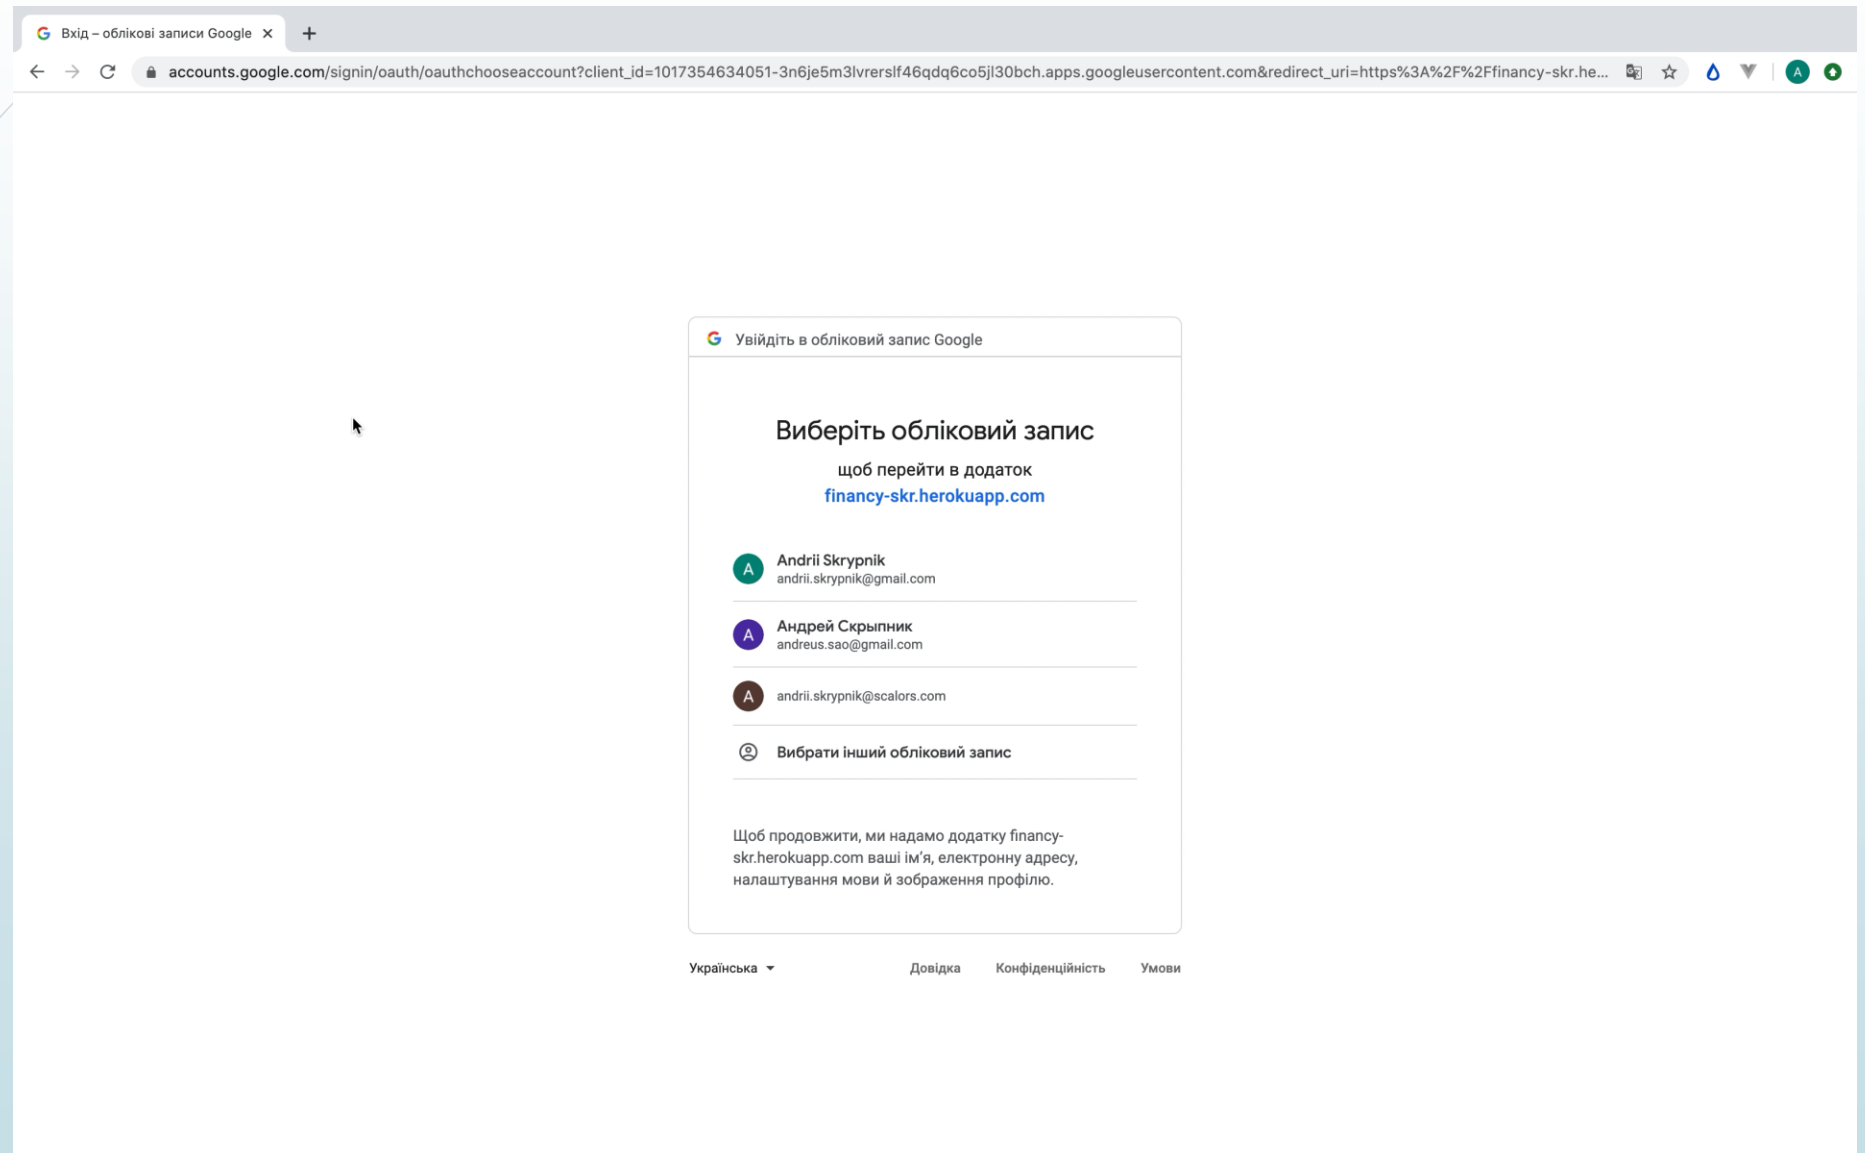 Вхід – облікові записи Google
accounts.google.com/signin/oauth/oauthchooseaccount?client_id=1017354634051-3n6je5m3lvrerslf46qdq6co5jl30bch.apps.googleusercontent.com&redirect_uri=https%3A%2F%2Ffinancy-skr.he...
A
Увійдіть в обліковий запис Google
Виберіть обліковий запис
щоб перейти в додаток
financy-skr.herokuapp.com
A
Andrii Skrypnik
andrii.skrypnik@gmail.com
A
Андрей Скрыпник
andreus.sao@gmail.com
A
andrii.skrypnik@scalors.com
Вибрати інший обліковий запис
Щоб продовжити, ми надамо додатку financy-
skr.herokuapp.com ваші ім’я, електронну адресу,
налаштування мови й зображення профілю.
Українська
Довідка
Конфіденційність
Умови